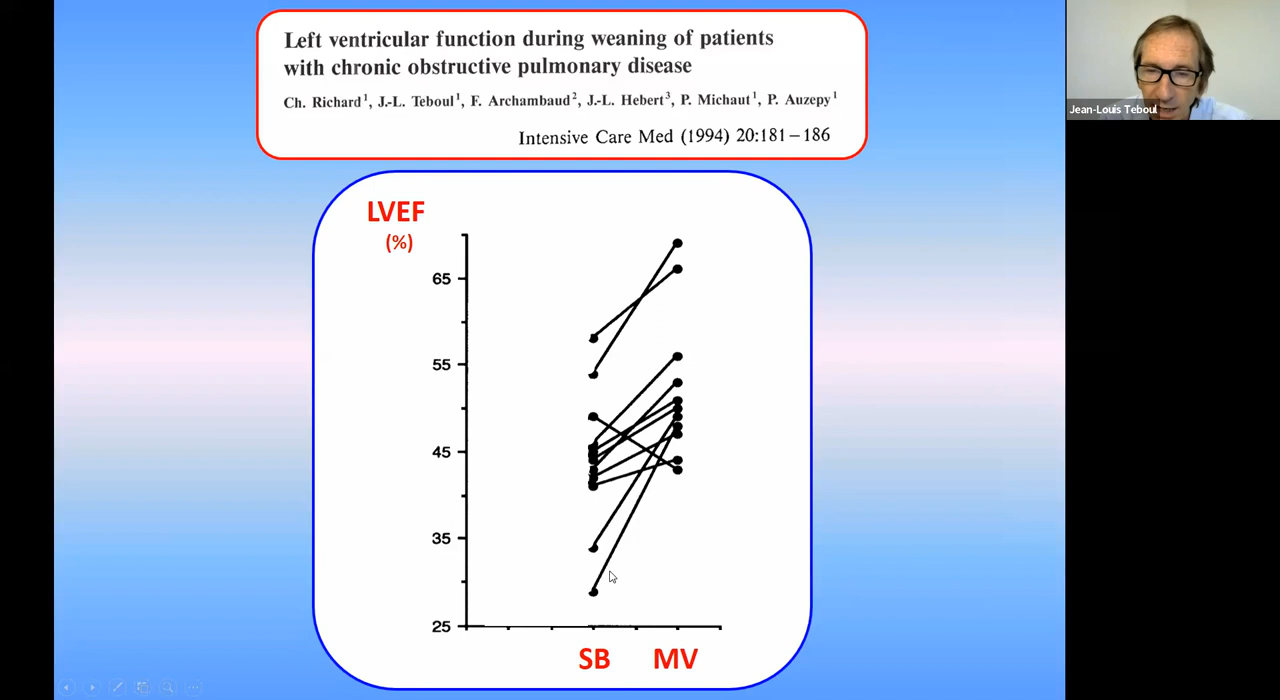 Left ventricular function during weaning of patients
with chronic obstructive pulmonary disease
Ch. Richard¹, J.-L. Teboul¹, F. Archambaud², J.-L. Hebert³, P. Michaut¹, P. Auzepy¹
Intensive Care Med (1994) 20:181–186
Jean-Louis Teboul
LVEF
(%)
65
55
45
35
25
SB MV